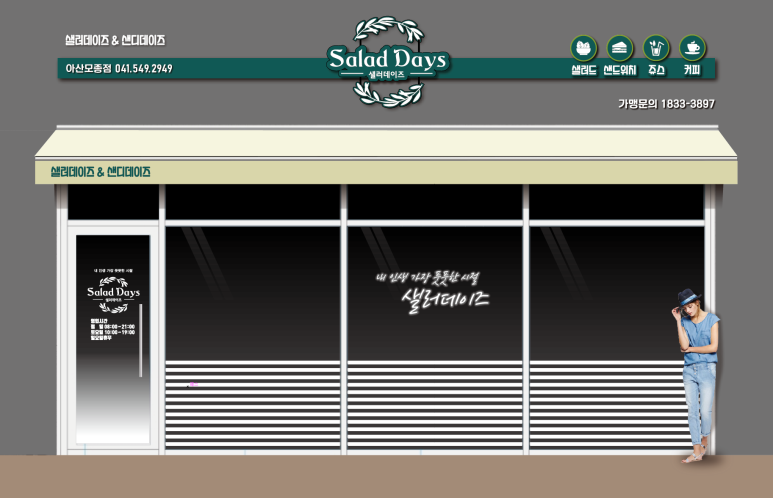 샐러데이즈 & 샌디데이즈
아산모종점 041.549.2949
Salad Days
샐러데이즈
샐러드 샌드위치 주스 커피
가맹문의 1833-3897
샐러데이즈 & 샌디데이즈
내 인생 가장 풋풋한 시절
샐러데이즈
내 인생 가장 풋풋한 시절
Salad Days
샐러데이즈
영업시간
월 일 08:00~21:00
토요일 10:00~19:00
일요일휴무